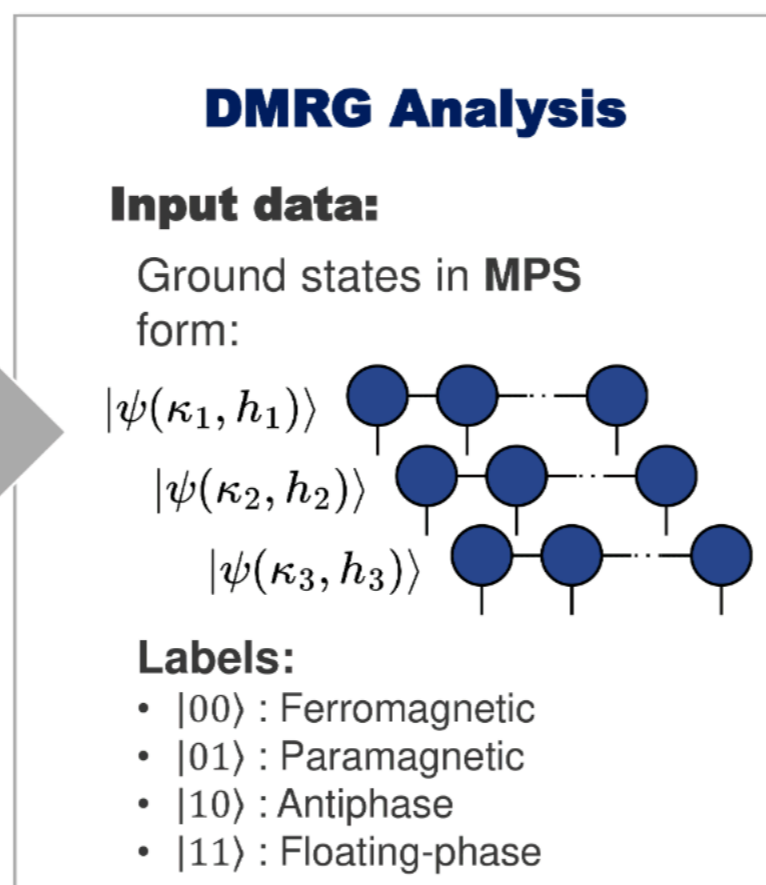 DMRG Analysis
Input data:
Ground states in MPS
form:
|ψ(κ₁, h₁)⟩
|ψ(κ₂, h₂)⟩
|ψ(κ₃, h₃)⟩
Labels:
• |00⟩ : Ferromagnetic
• |01⟩ : Paramagnetic
• |10⟩ : Antiphase
• |11⟩ : Floating-phase